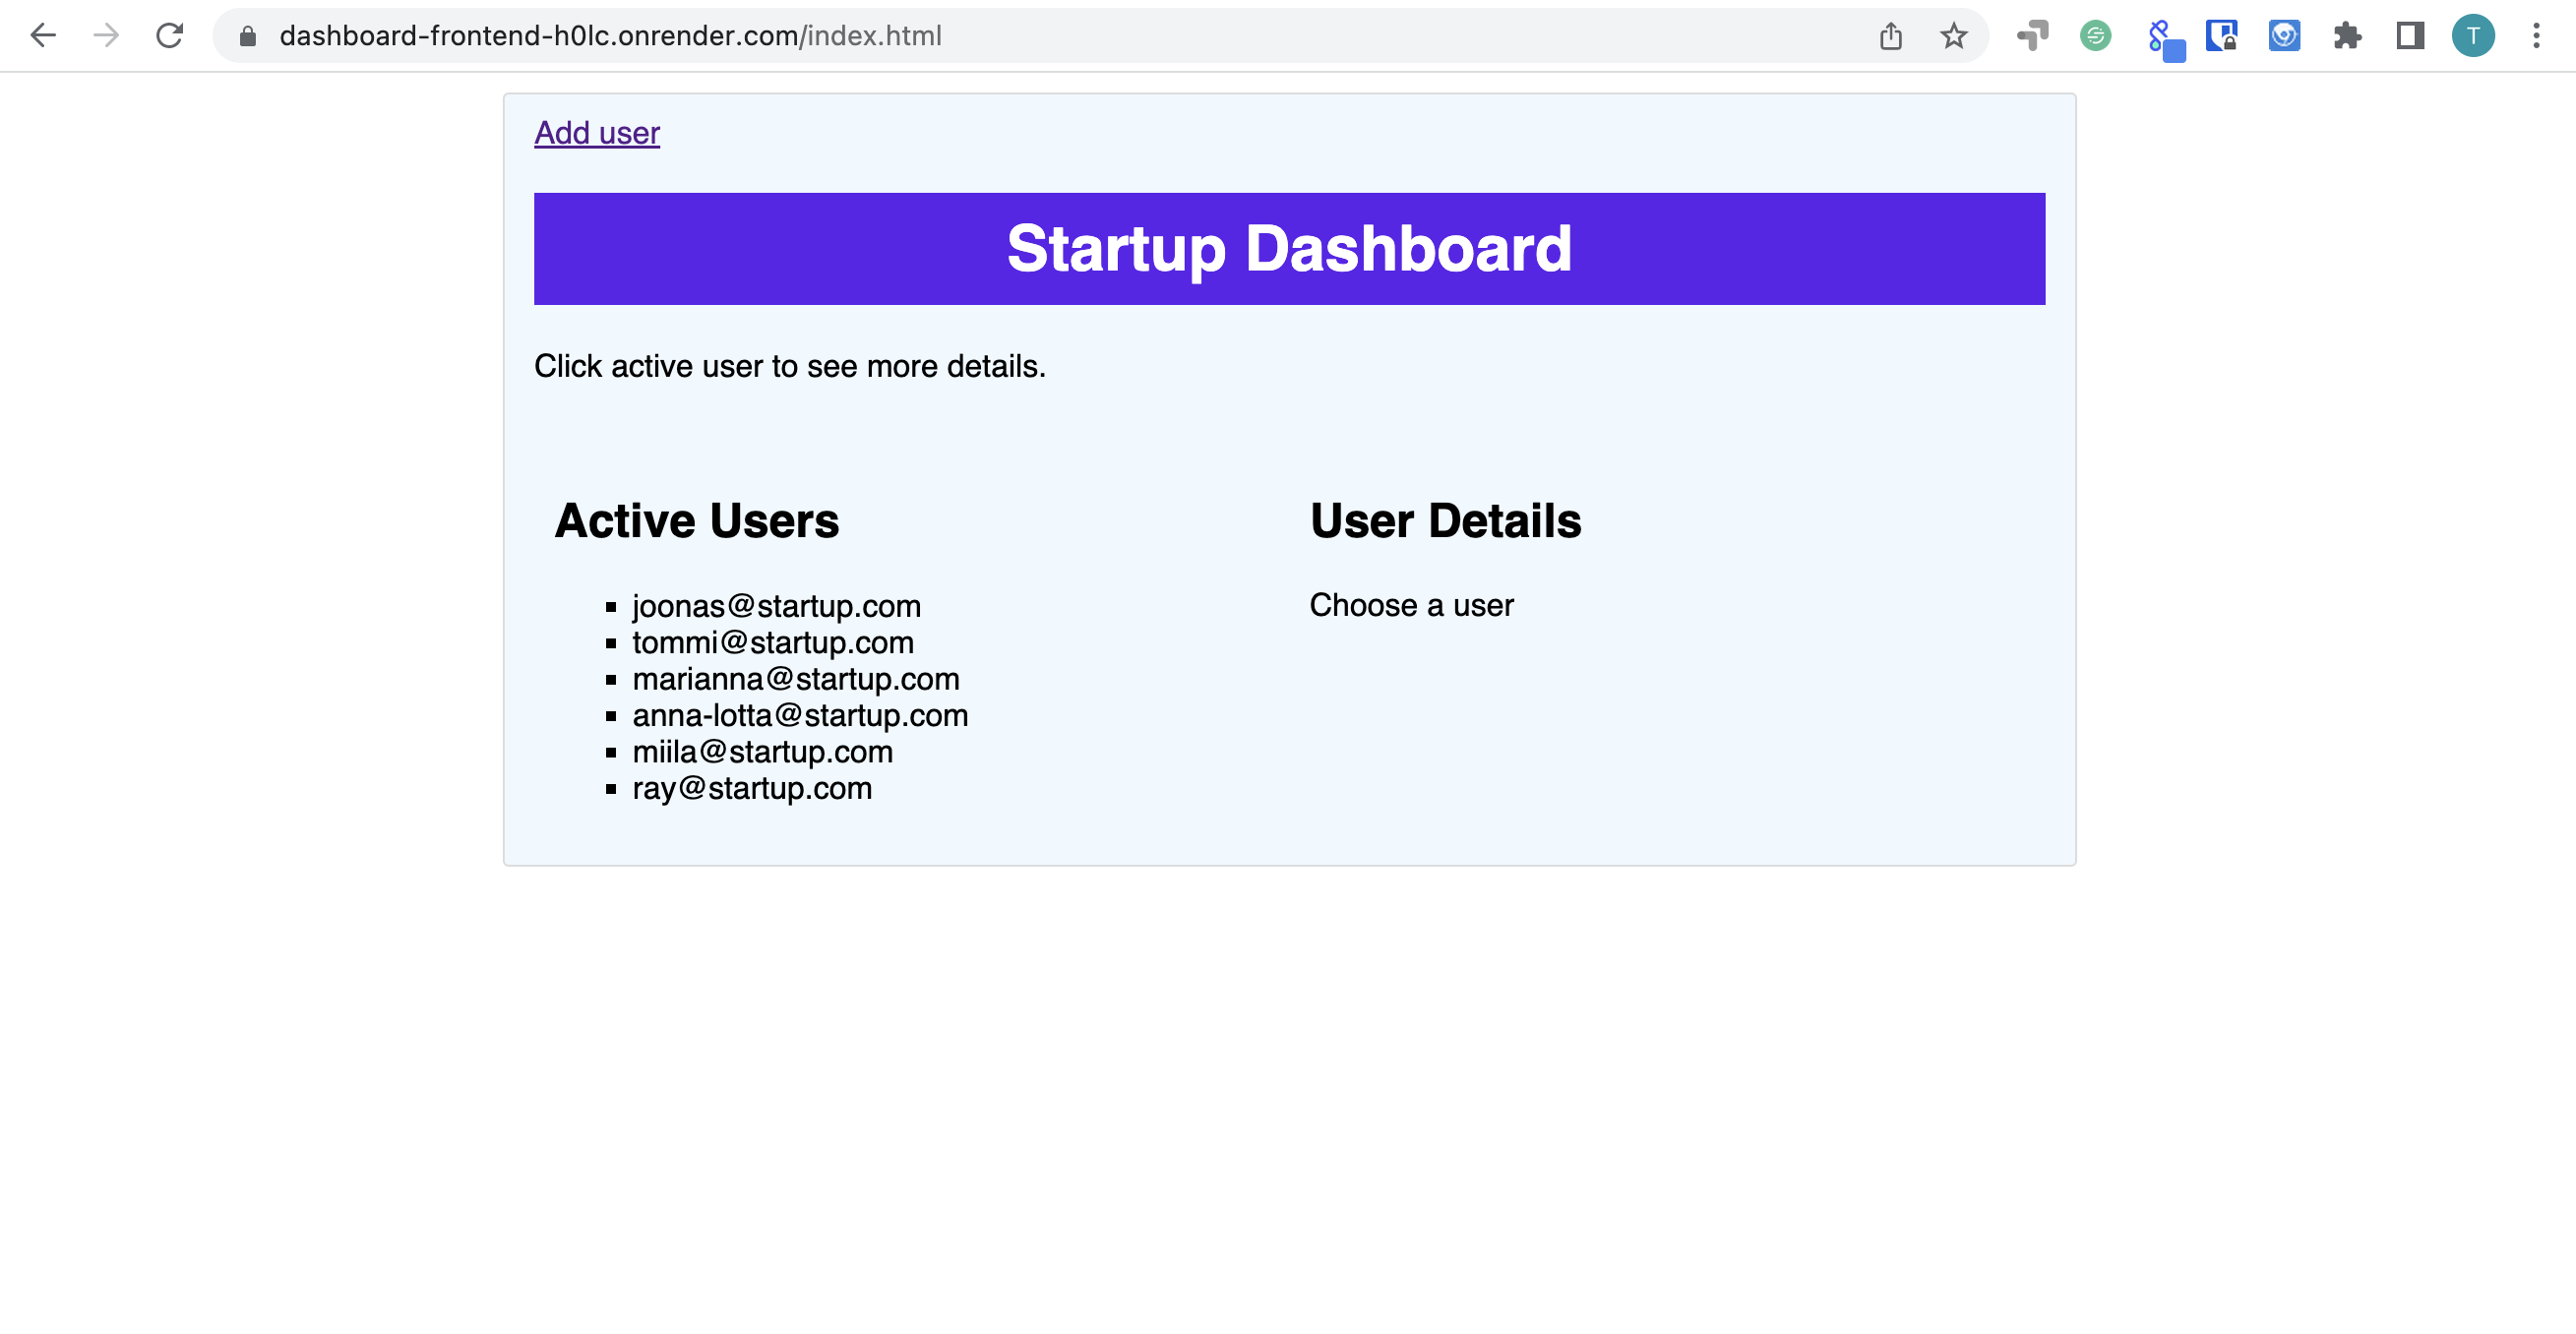 dashboard-frontend-h0lc.onrender.com/index.html
T
Add user
Startup Dashboard
Click active user to see more details.
Active Users
joonas@startup.com
tommi@startup.com
marianna@startup.com
anna-lotta@startup.com
miila@startup.com
ray@startup.com
User Details
Choose a user